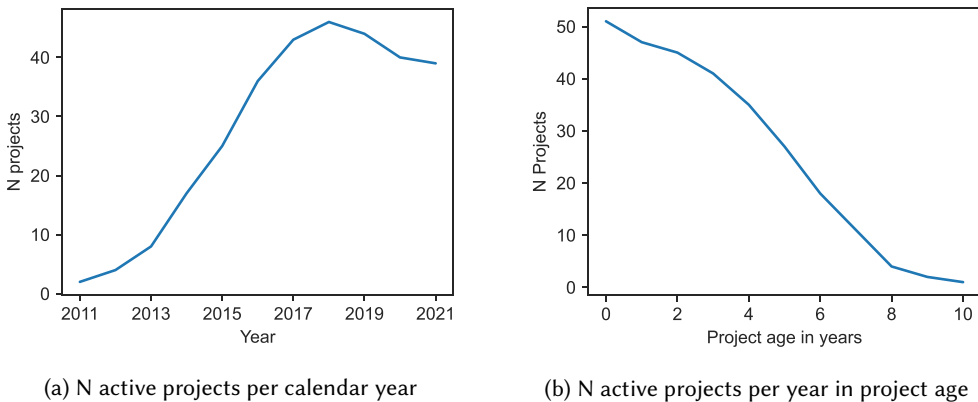 N projects
40
30
20
10
0
2011 2013 2015 2017 2019 2021
Year
(a) N active projects per calendar year
N Projects
50
40
30
20
10
0
0 2 4 6 8 10
Project age in years
(b) N active projects per year in project age